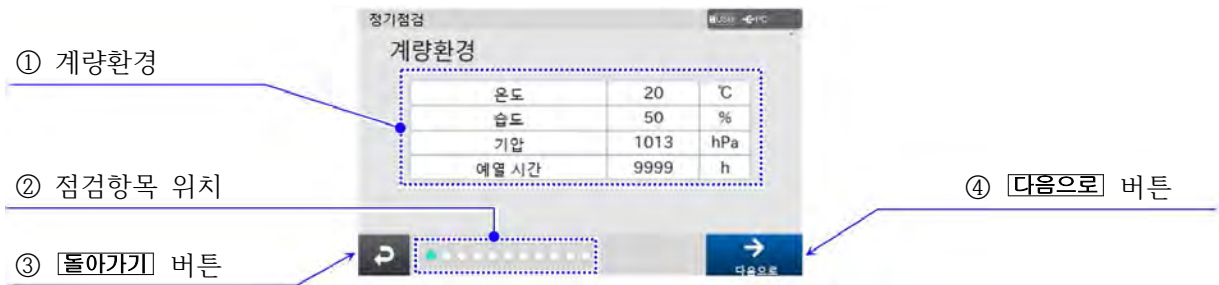 정기점검
계량환경
① 계량환경
온도 20 ℃
습도 50 %
기압 1013 hPa
예열 시간 9999 h
② 점검항목 위치
④ 다음으로 버튼
③ 돌아가기 버튼
다음으로